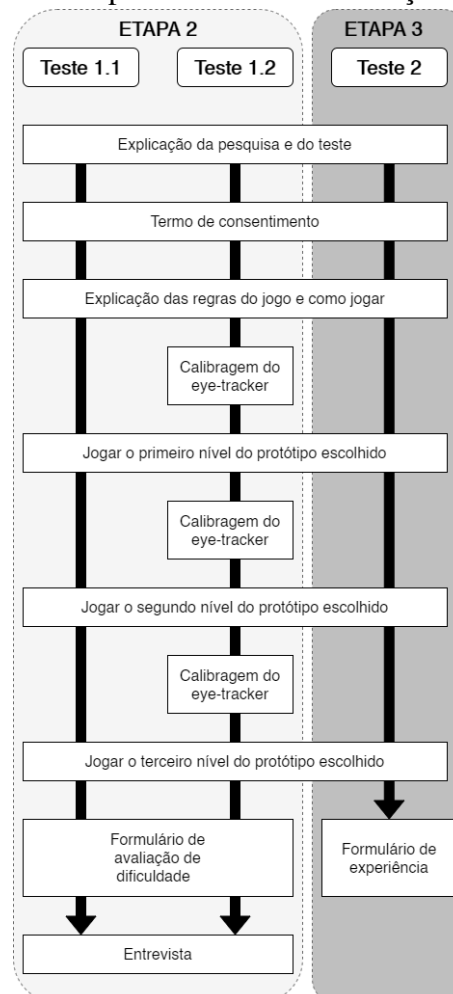 ETAPA 2
ETAPA 3
Teste 1.1
Teste 1.2
Teste 2
Explicação da pesquisa e do teste
Termo de consentimento
Explicação das regras do jogo e como jogar
Calibragem do
eye-tracker
Jogar o primeiro nível do protótipo escolhido
Calibragem do
eye-tracker
Jogar o segundo nível do protótipo escolhido
Calibragem do
eye-tracker
Jogar o terceiro nível do protótipo escolhido
Formulário de
avaliação de
dificuldade
Formulário de
experiência
Entrevista